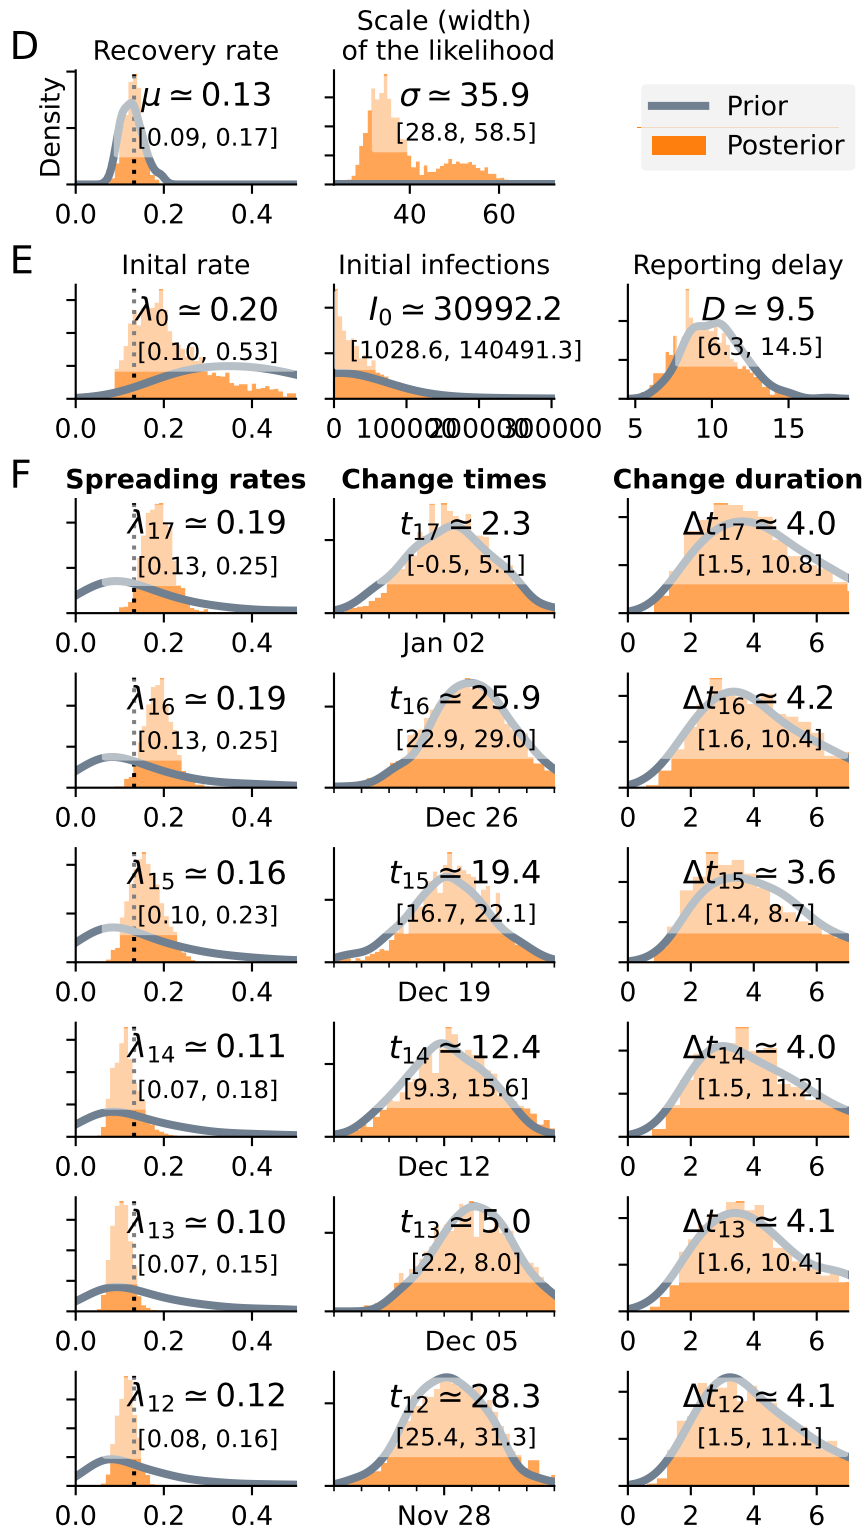 D
Recovery rate
Density
μ ≃ 0.13
[0.09, 0.17]
0.0 0.2 0.4
Scale (width)
of the likelihood
σ ≃ 35.9
[28.8, 58.5]
40 60
Prior
Posterior
E
Inital rate
λ0 ≃ 0.20
[0.10, 0.53]
0.0 0.2 0.4
Initial infections
I0 ≃ 30992.2
[1028.6, 140491.3]
0 100000 200000 300000
Reporting delay
D ≃ 9.5
[6.3, 14.5]
5 10 15
F
Spreading rates Change times Change duration
λ17 ≃ 0.19
[0.13, 0.25]
0.0 0.2 0.4
t17 ≃ 2.3
[-0.5, 5.1]
Jan 02
Δt17 ≃ 4.0
[1.5, 10.8]
0 2 4 6
λ16 ≃ 0.19
[0.13, 0.25]
0.0 0.2 0.4
t16 ≃ 25.9
[22.9, 29.0]
Dec 26
Δt16 ≃ 4.2
[1.6, 10.4]
0 2 4 6
λ15 ≃ 0.16
[0.10, 0.23]
0.0 0.2 0.4
t15 ≃ 19.4
[16.7, 22.1]
Dec 19
Δt15 ≃ 3.6
[1.4, 8.7]
0 2 4 6
λ14 ≃ 0.11
[0.07, 0.18]
0.0 0.2 0.4
t14 ≃ 12.4
[9.3, 15.6]
Dec 12
Δt14 ≃ 4.0
[1.5, 11.2]
0 2 4 6
λ13 ≃ 0.10
[0.07, 0.15]
0.0 0.2 0.4
t13 ≃ 5.0
[2.2, 8.0]
Dec 05
Δt13 ≃ 4.1
[1.6, 10.4]
0 2 4 6
λ12 ≃ 0.12
[0.08, 0.16]
0.0 0.2 0.4
t12 ≃ 28.3
[25.4, 31.3]
Nov 28
Δt12 ≃ 4.1
[1.5, 11.1]
0 2 4 6